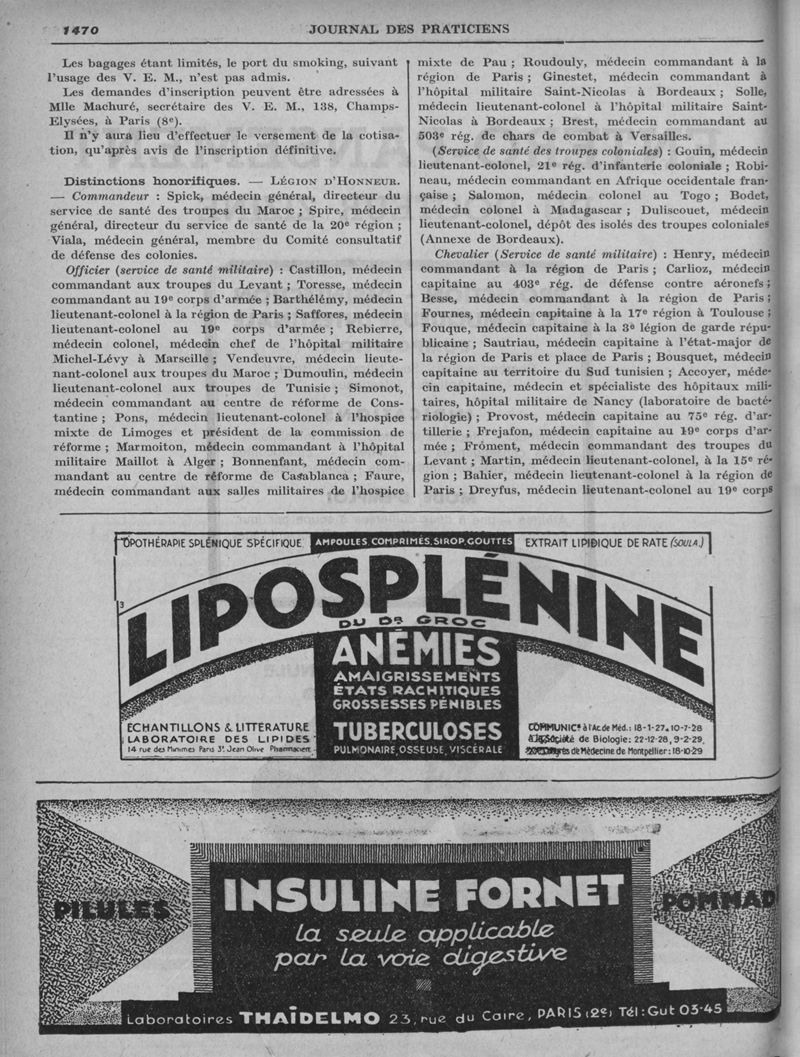 1470
JOURNAL DES PRATICIENS
Les bagages étant limités, le port du smoking, suivant
l'usage des V. E. M., n'est pas admis.
Les demandes d'inscription peuvent être adressées à
Mlle Machuré, secrétaire des V. E. M., 138, Champs-
Elysées, à Paris (8e).
Il n'y aura lieu d'effectuer le versement de la cotisa-
tion, qu'après avis de l'inscription définitive.
Distinctions honorifiques. — LÉGION D'HONNEUR.
— Commandeur : Spick, médecin général, directeur du
service de santé des troupes du Maroc ; Spire, médecin
général, directeur du service de santé de la 20e région ;
Viala, médecin général, membre du Comité consultatif
de défense des colonies.
Officier (service de santé militaire) : Castillon, médecin
commandant aux troupes du Levant ; Toresse, médecin
commandant au 19e corps d'armée ; Barthélémy, médecin
lieutenant-colonel à la région de Paris ; Saffores, médecin
lieutenant-colonel au 19e corps d'armée ; Rebierre,
médecin colonel, médecin chef de l'hôpital militaire
Michel-Lévy à Marseille ; Vendeuvre, médecin lieute-
nant-colonel aux troupes du Maroc ; Dumoulin, médecin
lieutenant-colonel aux troupes de Tunisie ; Simonot,
médecin commandant au centre de réforme de Cons-
tantine ; Pons, médecin lieutenant-colonel à l'hospice
mixte de Limoges et président de la commission de
réforme ; Marmoiton, médecin commandant à l'hôpital
militaire Maillot à Alger ; Bonnenfant, médecin com-
mandant au centre de réforme de Casablanca ; Faure,
médecin commandant aux salles militaires de l'hospice
mixte de Pau ; Roudouly, médecin commandant à la
région de Paris ; Ginestet, médecin commandant à
l'hôpital militaire Saint-Nicolas à Bordeaux ; Solle,
médecin lieutenant-colonel à l'hôpital militaire Saint-
Nicolas à Bordeaux ; Brest, médecin commandant au
503e rég. de chars de combat à Versailles.
(Service de santé des troupes coloniales) : Gouin, médecin
lieutenant-colonel, 21e rég. d'infanterie coloniale ; Robi-
neau, médecin commandant en Afrique occidentale fran-
çaise ; Salomon, médecin colonel au Togo ; Bodet,
médecin colonel à Madagascar ; Duliscouet, médecin
lieutenant-colonel, dépôt des isolés des troupes coloniales
(Annexe de Bordeaux).
Chevalier (Service de santé militaire) : Henry, médecin
commandant à la région de Paris ; Carlioz, médecin
capitaine au 403e rég. de défense contre aéronefs ;
Besse, médecin commandant à la région de Paris ;
Fournes, médecin capitaine à la 17e région à Toulouse ;
Fouque, médecin capitaine à la 3e légion de garde répu-
blicaine ; Sautriau, médecin capitaine à l'état-major de
la région de Paris et place de Paris ; Bousquet, médecin
capitaine au territoire du Sud tunisien ; Accoyer, méde-
cin capitaine, médecin et spécialiste des hôpitaux mili-
taires, hôpital militaire de Nancy (laboratoire de bacté-
riologie) ; Provost, médecin capitaine au 75e rég. d'ar-
tillerie ; Frejafon, médecin capitaine au 19e corps d'ar-
mée ; Froment, médecin commandant des troupes du
Levant ; Martin, médecin lieutenant-colonel, à la 15e ré-
gion ; Bahier, médecin lieutenant-colonel à la région de
Paris ; Dreyfus, médecin lieutenant-colonel au 19e corps
OPOTHÉRAPIE SPLÉNIQUE SPÉCIFIQUE AMPOULES, COMPRIMÉS, SIROP, GOUTTES EXTRAIT LIPIDIQUE DE RATE (SOULA.)
3
LIPOSPLÉNINE
DU Dr GROC
ANÉMIES
AMAIGRISSEMENTS
ÉTATS RACHITIQUES
GROSSESSES PÉNIBLES
TUBERCULOSES
PULMONAIRE, OSSEUSE, VISCÉRALE
ÉCHANTILLONS & LITTÉRATURE
LABORATOIRE DES LIPIDES
14 rue des Minimes Paris 3e. Jean Olive Pharmacien
COMMUNICs à l'Ac de Méd.: 18-1-27. 10-7-28
à la Société de Biologie: 22-12-28, 9-2-29.
de Médecine de Montpellier: 18-10-29
PILULES
INSULINE FORNET
POMMAD
la seule applicable
par la voie digestive
Laboratoires THAÏDELMO 23, rue du Caire, PARIS (2e) Tél: Gut 03-45